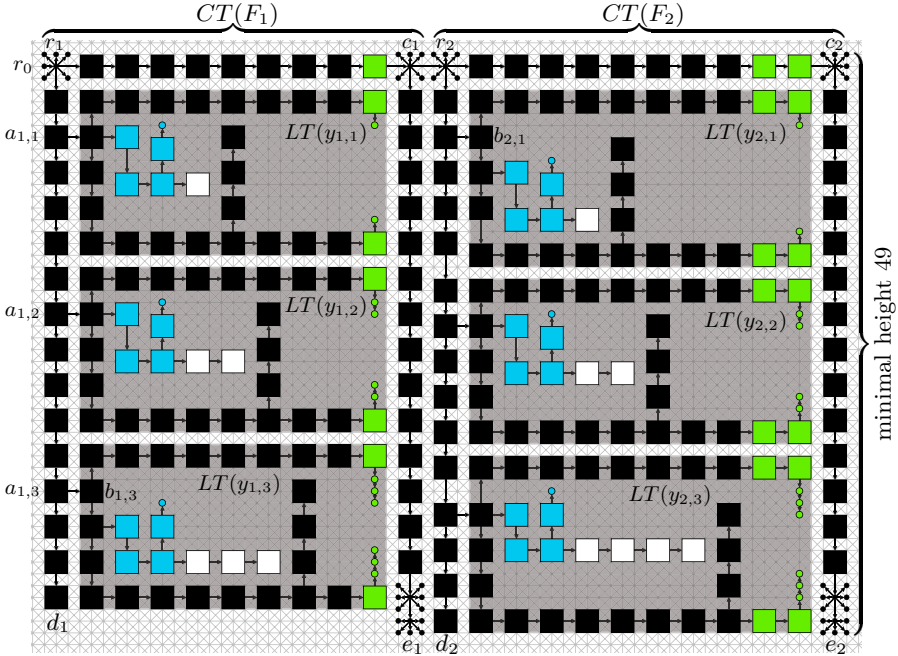 CT(F₁) CT(F₂)
r₁ c₁ r₂ c₂
r₀
LT(y₁,₁) LT(y₂,₁)
a₁,₁ b₂,₁
LT(y₁,₂) LT(y₂,₂)
a₁,₂
minimal height 49
LT(y₁,₃) LT(y₂,₃)
a₁,₃ b₁,₃
d₁ e₁ d₂ e₂